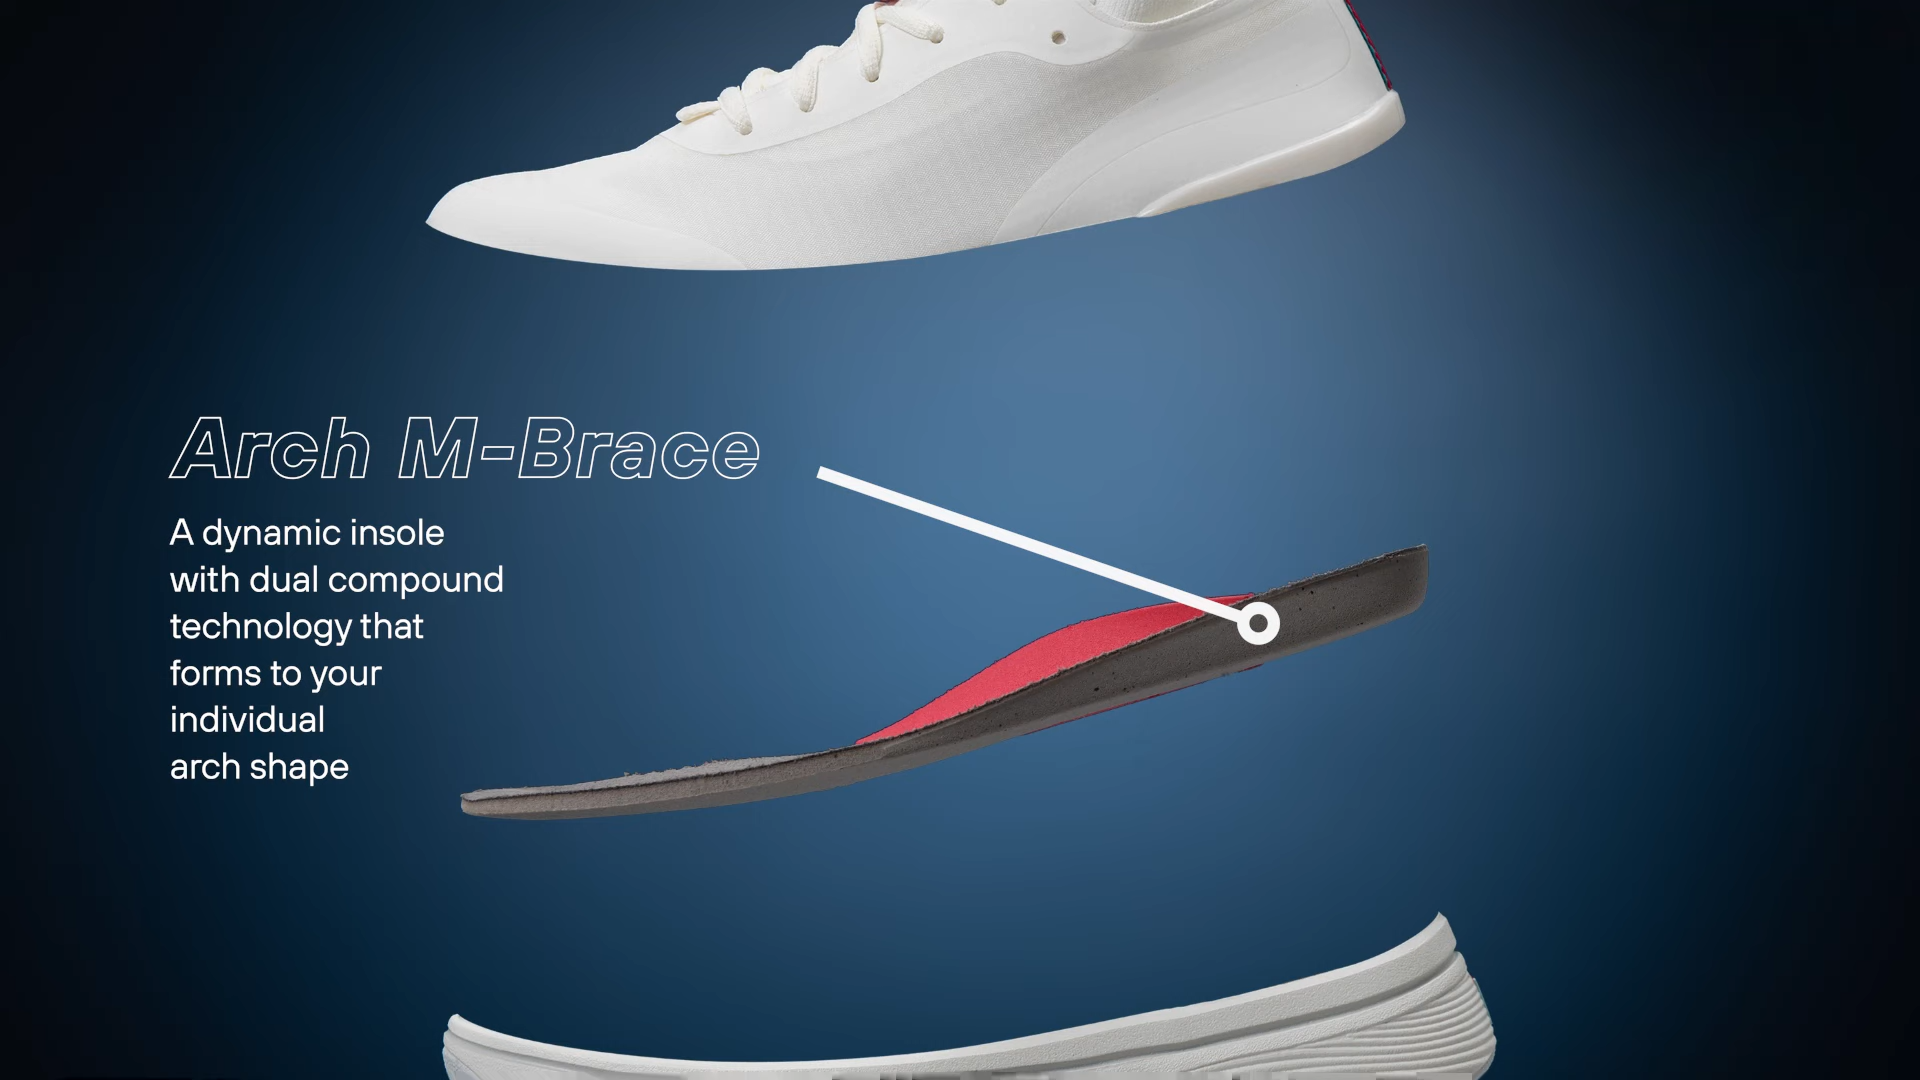 Arch M-Brace
A dynamic insole
with dual compound
technology that
forms to your
individual
arch shape